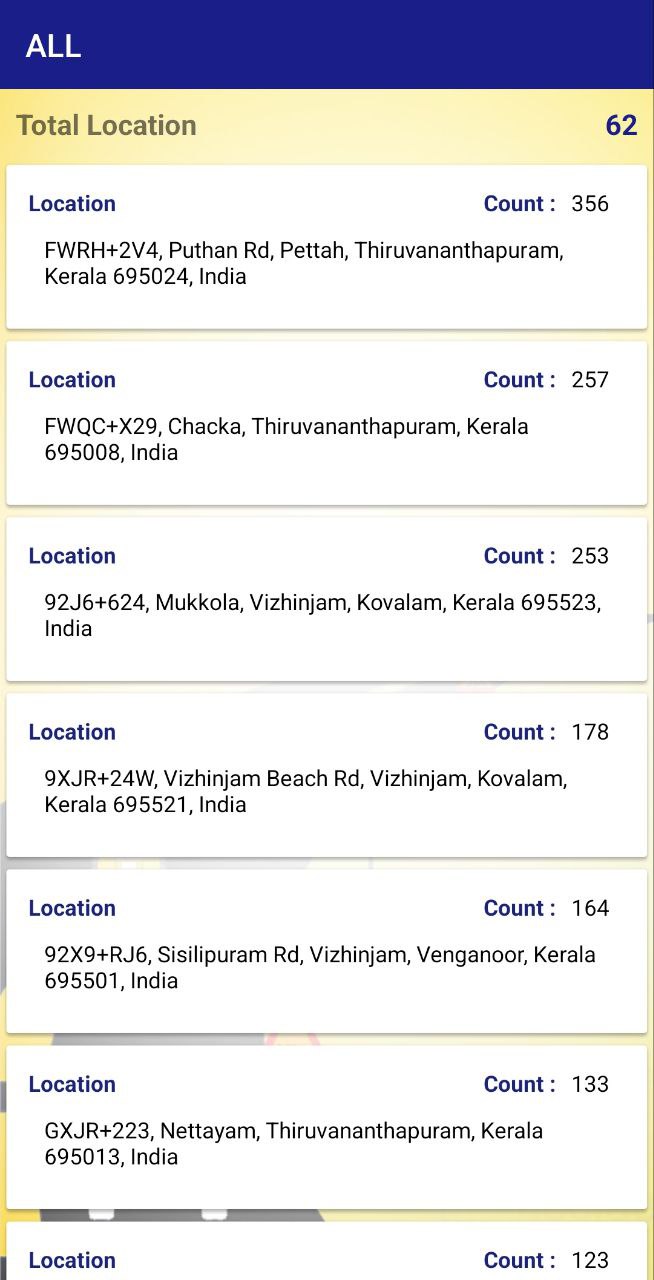 ALL
Total Location 62
Location Count : 356
FWRH+2V4, Puthan Rd, Pettah, Thiruvananthapuram,
Kerala 695024, India
Location Count : 257
FWQC+X29, Chacka, Thiruvananthapuram, Kerala
695008, India
Location Count : 253
92J6+624, Mukkola, Vizhinjam, Kovalam, Kerala 695523,
India
Location Count : 178
9XJR+24W, Vizhinjam Beach Rd, Vizhinjam, Kovalam,
Kerala 695521, India
Location Count : 164
92X9+RJ6, Sisilipuram Rd, Vizhinjam, Venganoor, Kerala
695501, India
Location Count : 133
GXJR+223, Nettayam, Thiruvananthapuram, Kerala
695013, India
Location Count : 123